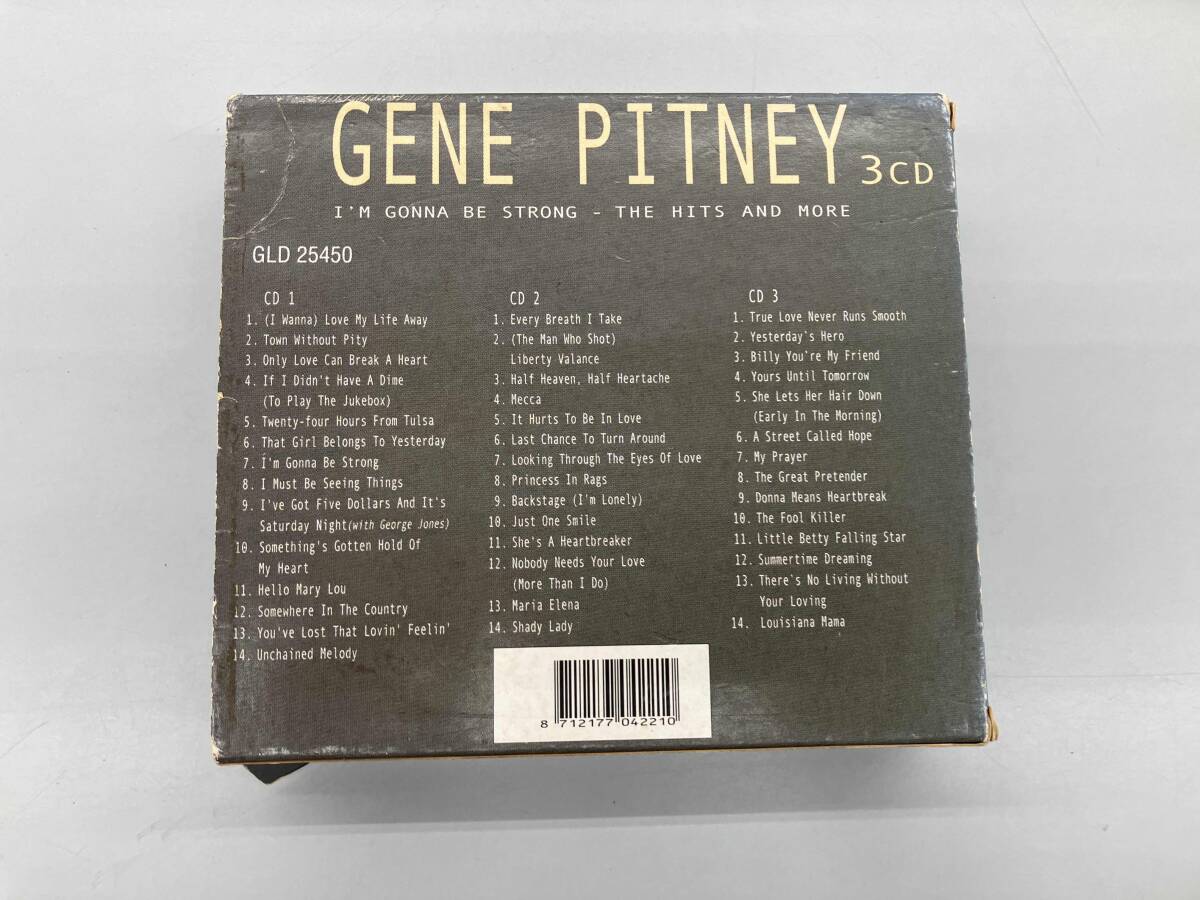 GENE PITNEY 3CD
I'M GONNA BE STRONG - THE HITS AND MORE
GLD 25450
CD 1
1. (I Wanna) Love My Life Away
2. Town Without Pity
3. Only Love Can Break A Heart
4. If I Didn't Have A Dime
(To Play The Jukebox)
5. Twenty-four Hours From Tulsa
6. That Girl Belongs To Yesterday
7. I'm Gonna Be Strong
8. I Must Be Seeing Things
9. I've Got Five Dollars And It's
Saturday Night(with George Jones)
10. Something's Gotten Hold Of
My Heart
11. Hello Mary Lou
12. Somewhere In The Country
13. You've Lost That Lovin' Feelin'
14. Unchained Melody
CD 2
1. Every Breath I Take
2. (The Man Who Shot)
Liberty Valance
3. Half Heaven, Half Heartache
4. Mecca
5. It Hurts To Be In Love
6. Last Chance To Turn Around
7. Looking Through The Eyes Of Love
8. Princess In Rags
9. Backstage (I'm Lonely)
10. Just One Smile
11. She's A Heartbreaker
12. Nobody Needs Your Love
(More Than I Do)
13. Maria Elena
14. Shady Lady
CD 3
1. True Love Never Runs Smooth
2. Yesterday's Hero
3. Billy You're My Friend
4. Yours Until Tomorrow
5. She Lets Her Hair Down
(Early In The Morning)
6. A Street Called Hope
7. My Prayer
8. The Great Pretender
9. Donna Means Heartbreak
10. The Fool Killer
11. Little Betty Falling Star
12. Summertime Dreaming
13. There's No Living Without
Your Loving
14. Louisiana Mama
8 712177 042210